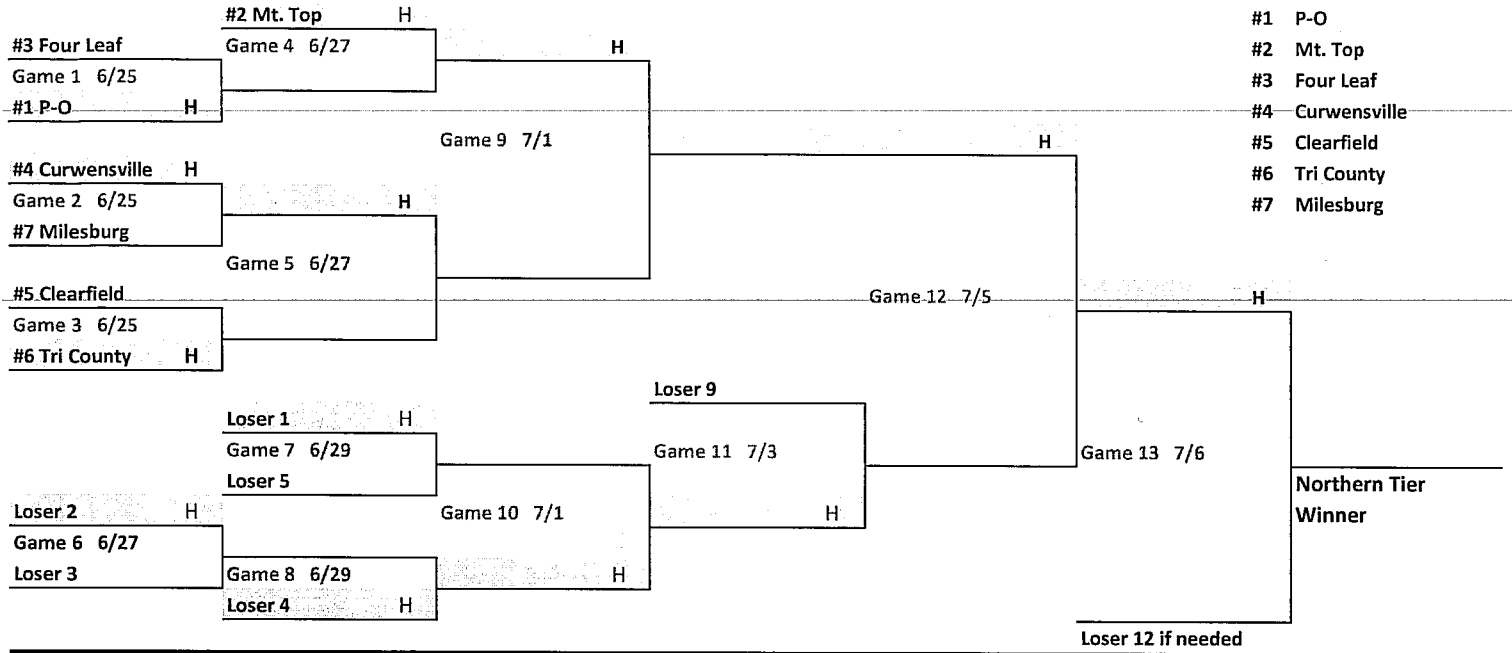 #2 Mt. Top H
#3 Four Leaf
Game 4 6/27
H
Game 1 6/25
#1 P-O H
Game 9 7/1
H
#4 Curwensville H
Game 2 6/25
H
#7 Milesburg
Game 5 6/27
#5 Clearfield
Game 12 7/5
H
Game 3 6/25
#6 Tri County H
Loser 9
Loser 1 H
Game 7 6/29
Game 11 7/3
Game 13 7/6
Loser 5
Northern Tier
Winner
Loser 2 H
Game 10 7/1
H
Game 6 6/27
Loser 3
Game 8 6/29
H
Loser 4 H
Loser 12 if needed
#1 P-O
#2 Mt. Top
#3 Four Leaf
#4 Curwensville
#5 Clearfield
#6 Tri County
#7 Milesburg